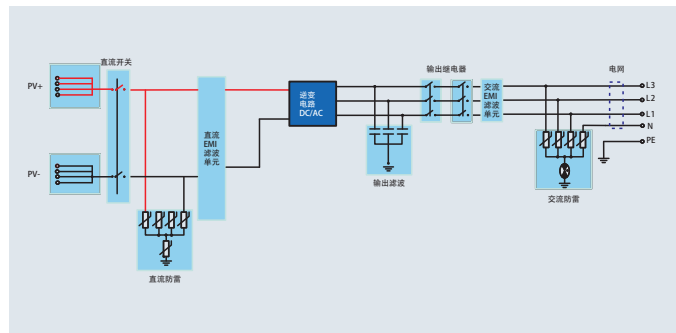 直流开关
PV+
PV-
直流
EMI
滤波
单元
直流防雷
逆变
电路
DC/AC
输出滤波
输出继电器
交流
EMI
滤波
单元
电网
L3
L2
L1
N
PE
交流防雷